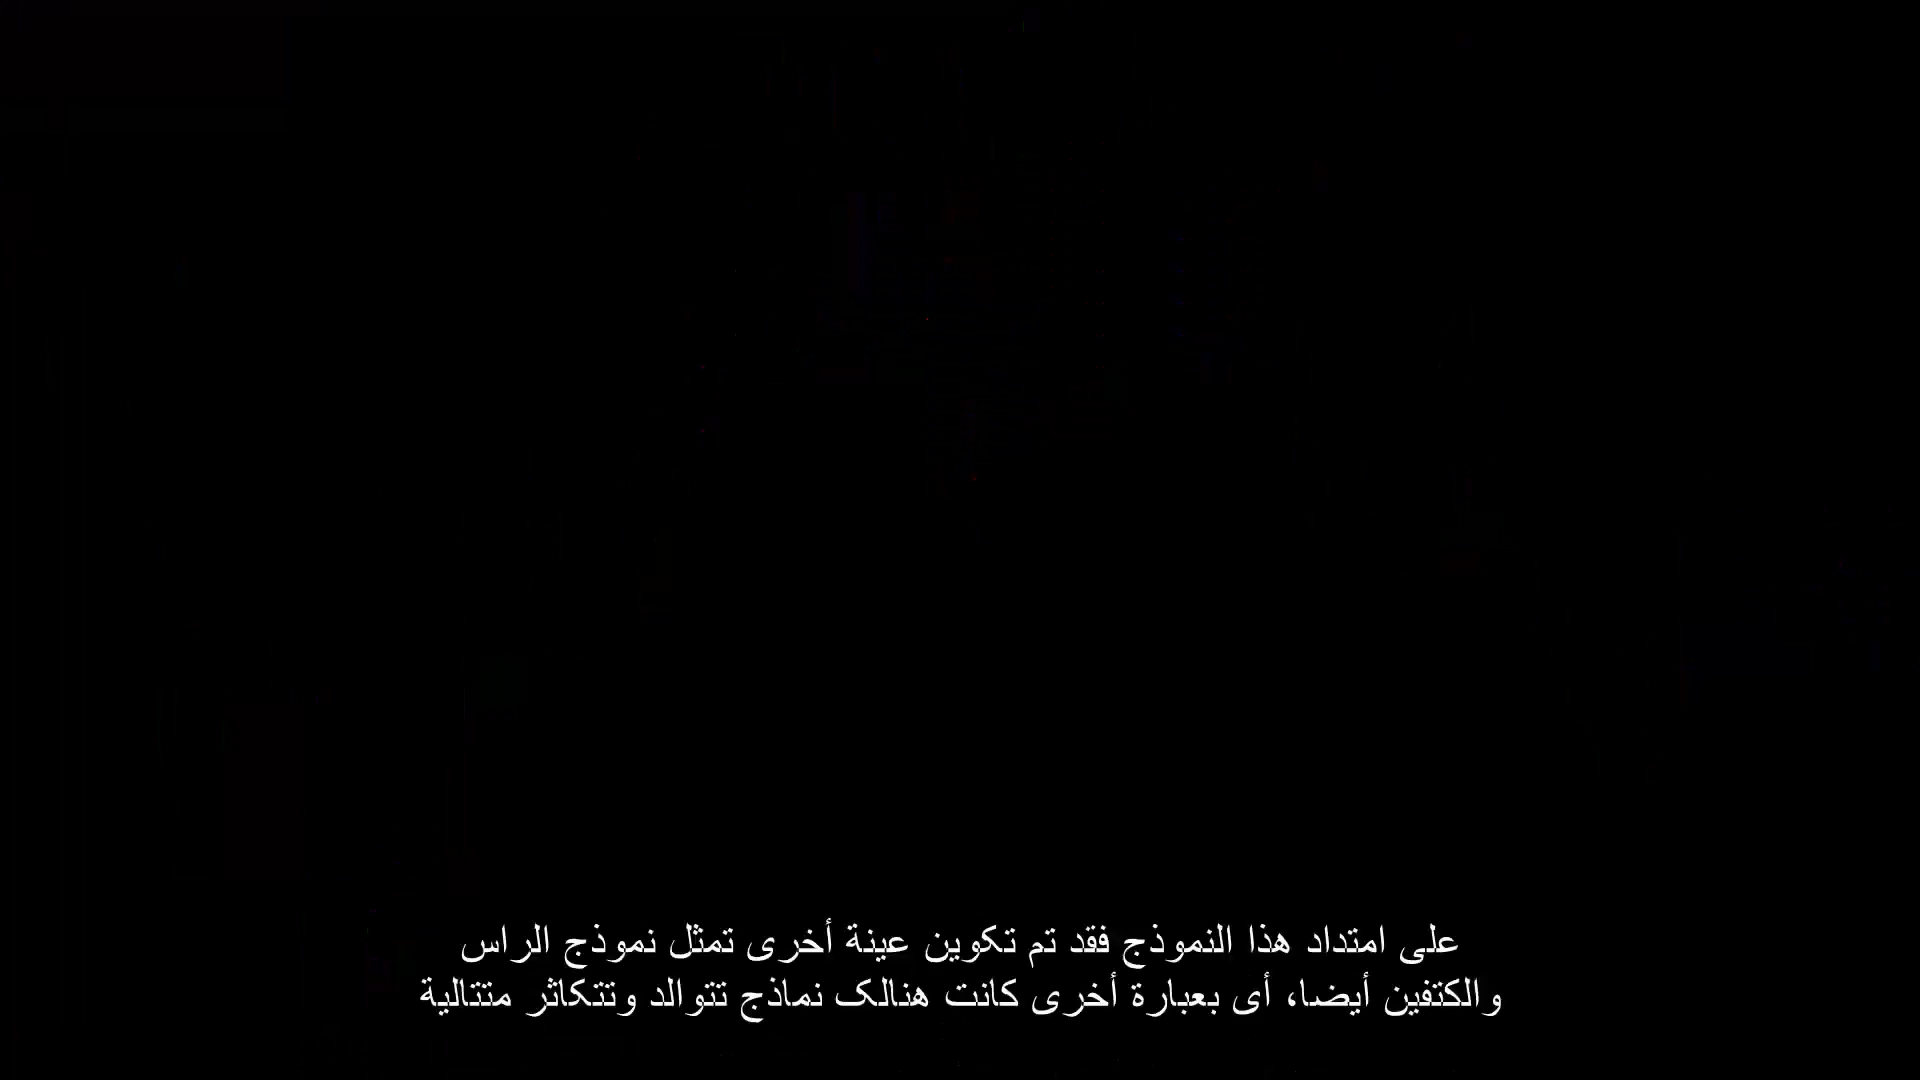 على امتداد هذا النموذج فقد تم تكوين عينة أخرى تمثل نموذج الراس
والكتفين أيضا، أى بعبارة أخرى كانت هنالک نماذج تتوالد وتتكاثر متتالية